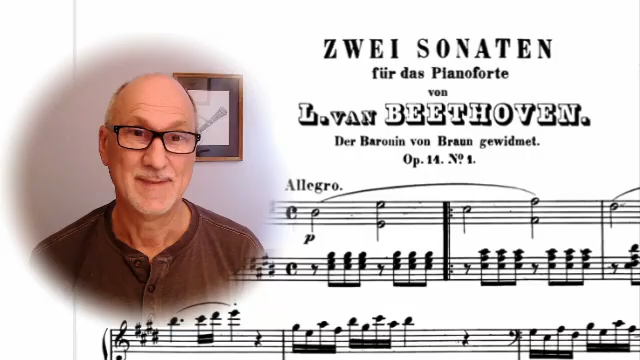 ZWEI SONATEN
für das Pianoforte
von
L. VAN BEETHOVEN.
Der Baronin von Braun gewidmet.
Op. 14. Nº 1.
Allegro.
p